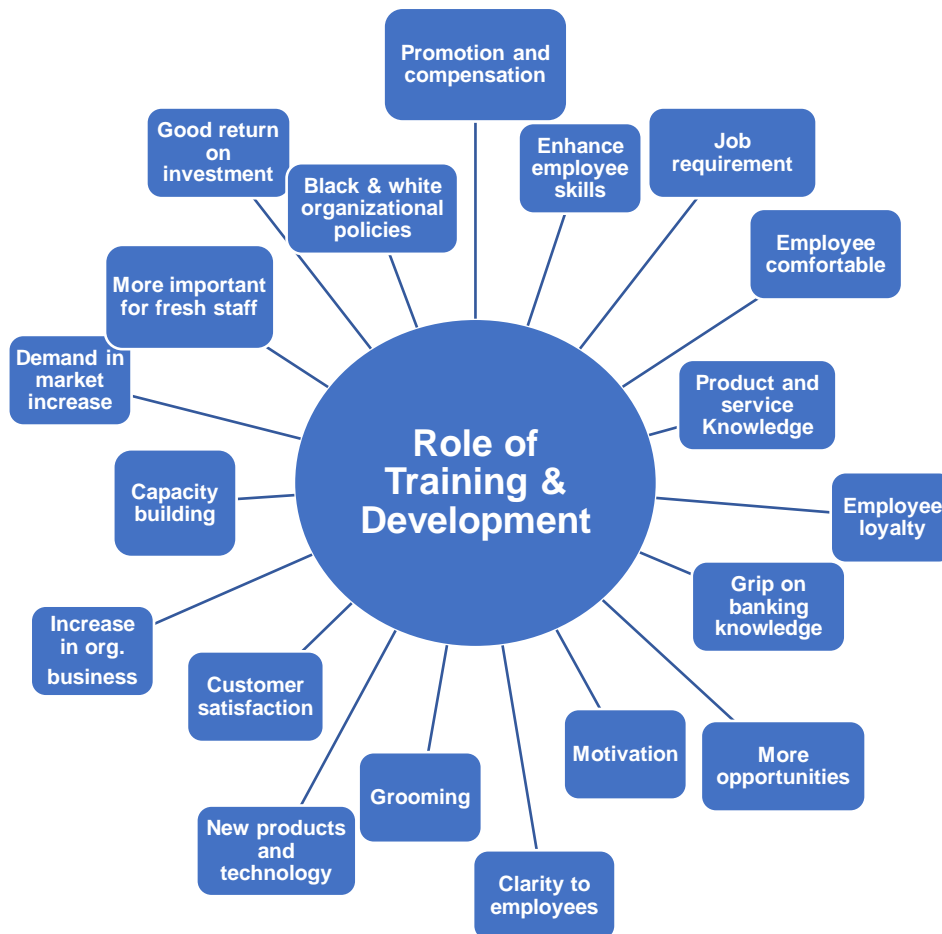 Promotion and
compensation
Good return
on
investment
Enhance
employee
skills
Job
requirement
Black & white
organizational
policies
Employee
comfortable
More important
for fresh staff
Demand in
market
increase
Product and
service
Knowledge
Role of
Training &
Development
Capacity
building
Employee
loyalty
Grip on
banking
knowledge
Increase
in org.
business
Customer
satisfaction
Motivation
More
opportunities
Grooming
New products
and
technology
Clarity to
employees